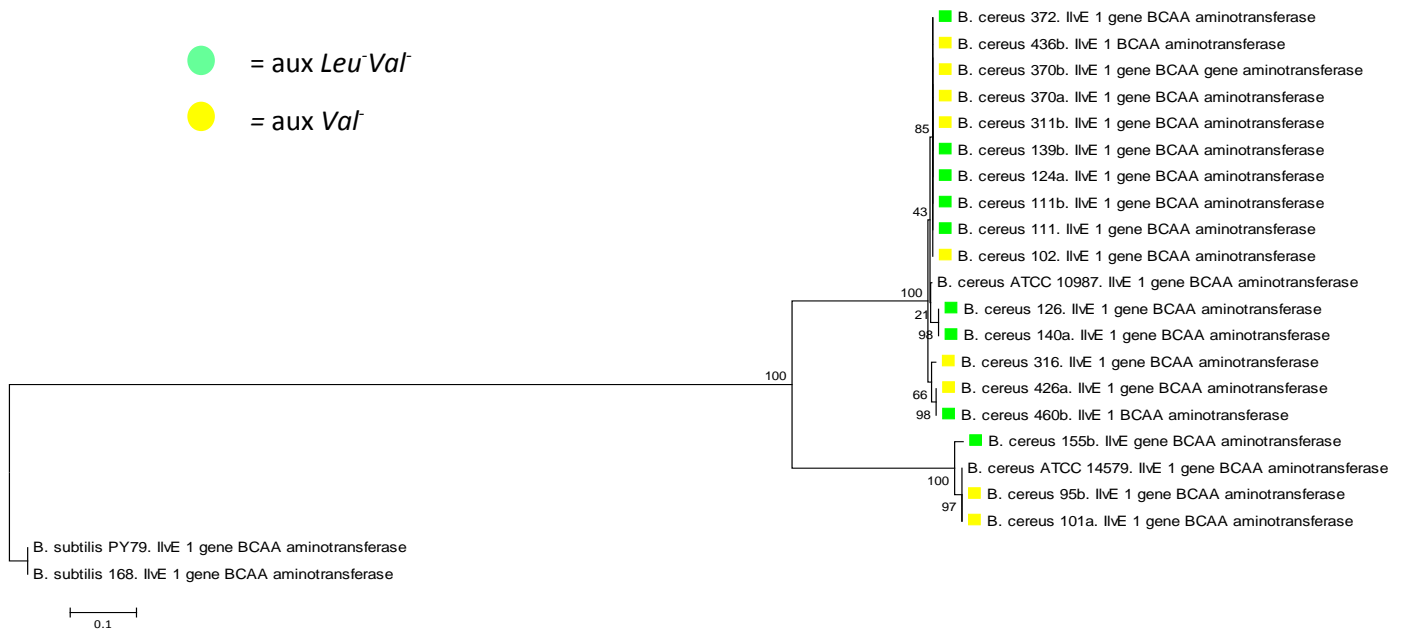 = aux Leu⁻Val⁻
= aux Val⁻
B. cereus 372. IlvE 1 gene BCAA aminotransferase
B. cereus 436b. IlvE 1 BCAA aminotransferase
B. cereus 370b. IlvE 1 gene BCAA gene aminotransferase
B. cereus 370a. IlvE 1 gene BCAA aminotransferase
B. cereus 311b. IlvE 1 gene BCAA aminotransferase
85
B. cereus 139b. IlvE 1 gene BCAA aminotransferase
B. cereus 124a. IlvE 1 gene BCAA aminotransferase
B. cereus 111b. IlvE 1 gene BCAA aminotransferase
43
B. cereus 111. IlvE 1 gene BCAA aminotransferase
B. cereus 102. IlvE 1 gene BCAA aminotransferase
B. cereus ATCC 10987. IlvE 1 gene BCAA aminotransferase
100
B. cereus 126. IlvE 1 gene BCAA aminotransferase
21
B. cereus 140a. IlvE 1 gene BCAA aminotransferase
98
B. cereus 316. IlvE 1 gene BCAA aminotransferase
100
B. cereus 426a. IlvE 1 gene BCAA aminotransferase
66
B. cereus 460b. IlvE 1 BCAA aminotransferase
98
B. cereus 155b. IlvE gene BCAA aminotransferase
B. cereus ATCC 14579. IlvE 1 gene BCAA aminotransferase
100
B. cereus 95b. IlvE 1 gene BCAA aminotransferase
97
B. cereus 101a. IlvE 1 gene BCAA aminotransferase
B. subtilis PY79. IlvE 1 gene BCAA aminotransferase
B. subtilis 168. IlvE 1 gene BCAA aminotransferase
0.1